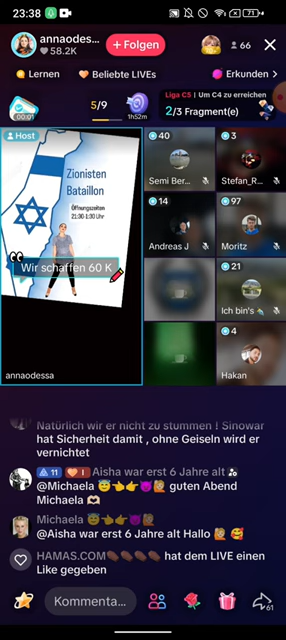 23:38
annaodes...
58.2K
+ Folgen
66
Lernen
Beliebte LIVEs
Erkunden
00:01
5/9
1h52m
Liga C5 | Um C4 zu erreichen
2/3 Fragment(e)
Host
Zionisten
Bataillon
Öffnungszeiten
21:30-1:30 Uhr
Wir schaffen 60 K
annaodessa
40
Semi Ber...
3
Stefan_R...
14
Andreas J
97
Moritz
21
Ich bin's
4
Hakan
Natürlich wir er nicht zu stummen ! Sinowar
hat Sicherheit damit , ohne Geiseln wird er
vernichtet
11 1 Aisha war erst 6 Jahre alt
@Michaela 😇👈👉😈🙋🏼 guten Abend
Michaela 🫶🏻
Michaela 😇👈👉😈🙋🏼
@Aisha war erst 6 Jahre alt Hallo 🙋🏼 🥰
HAMAS.COM hat dem LIVE einen
Like gegeben
Kommenta...
61